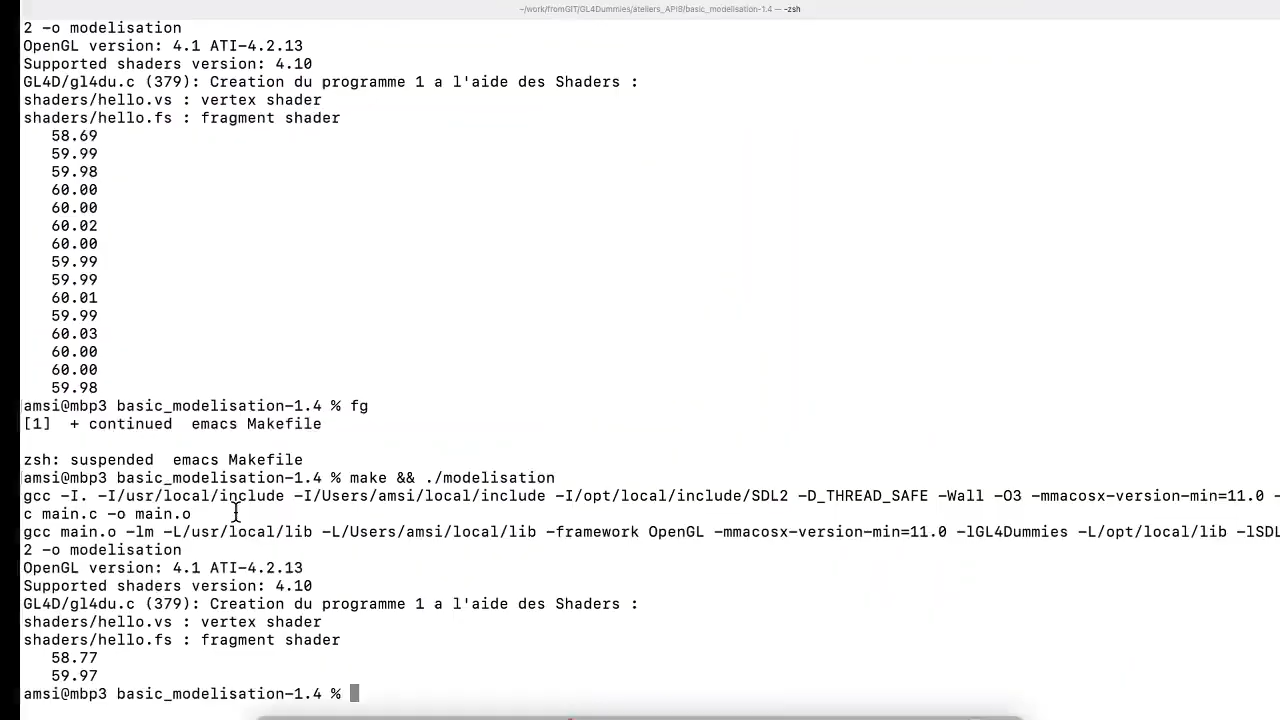 ~/work/fromGIT/GL4Dummies/ateliers_API8/basic_modelisation-1.4 — -zsh
2 -o modelisation
OpenGL version: 4.1 ATI-4.2.13
Supported shaders version: 4.10
GL4D/gl4du.c (379): Creation du programme 1 a l'aide des Shaders :
shaders/hello.vs : vertex shader
shaders/hello.fs : fragment shader
58.69
59.99
59.98
60.00
60.00
60.02
60.00
59.99
59.99
60.01
59.99
60.03
60.00
60.00
59.98
amsi@mbp3 basic_modelisation-1.4 % fg
[1]  + continued  emacs Makefile
zsh: suspended  emacs Makefile
amsi@mbp3 basic_modelisation-1.4 % make && ./modelisation
gcc -I. -I/usr/local/include -I/Users/amsi/local/include -I/opt/local/include/SDL2 -D_THREAD_SAFE -Wall -O3 -mmacosx-version-min=11.0 -
c main.c -o main.o
gcc main.o -lm -L/usr/local/lib -L/Users/amsi/local/lib -framework OpenGL -mmacosx-version-min=11.0 -lGL4Dummies -L/opt/local/lib -lSDL
2 -o modelisation
OpenGL version: 4.1 ATI-4.2.13
Supported shaders version: 4.10
GL4D/gl4du.c (379): Creation du programme 1 a l'aide des Shaders :
shaders/hello.vs : vertex shader
shaders/hello.fs : fragment shader
58.77
59.97
amsi@mbp3 basic_modelisation-1.4 %